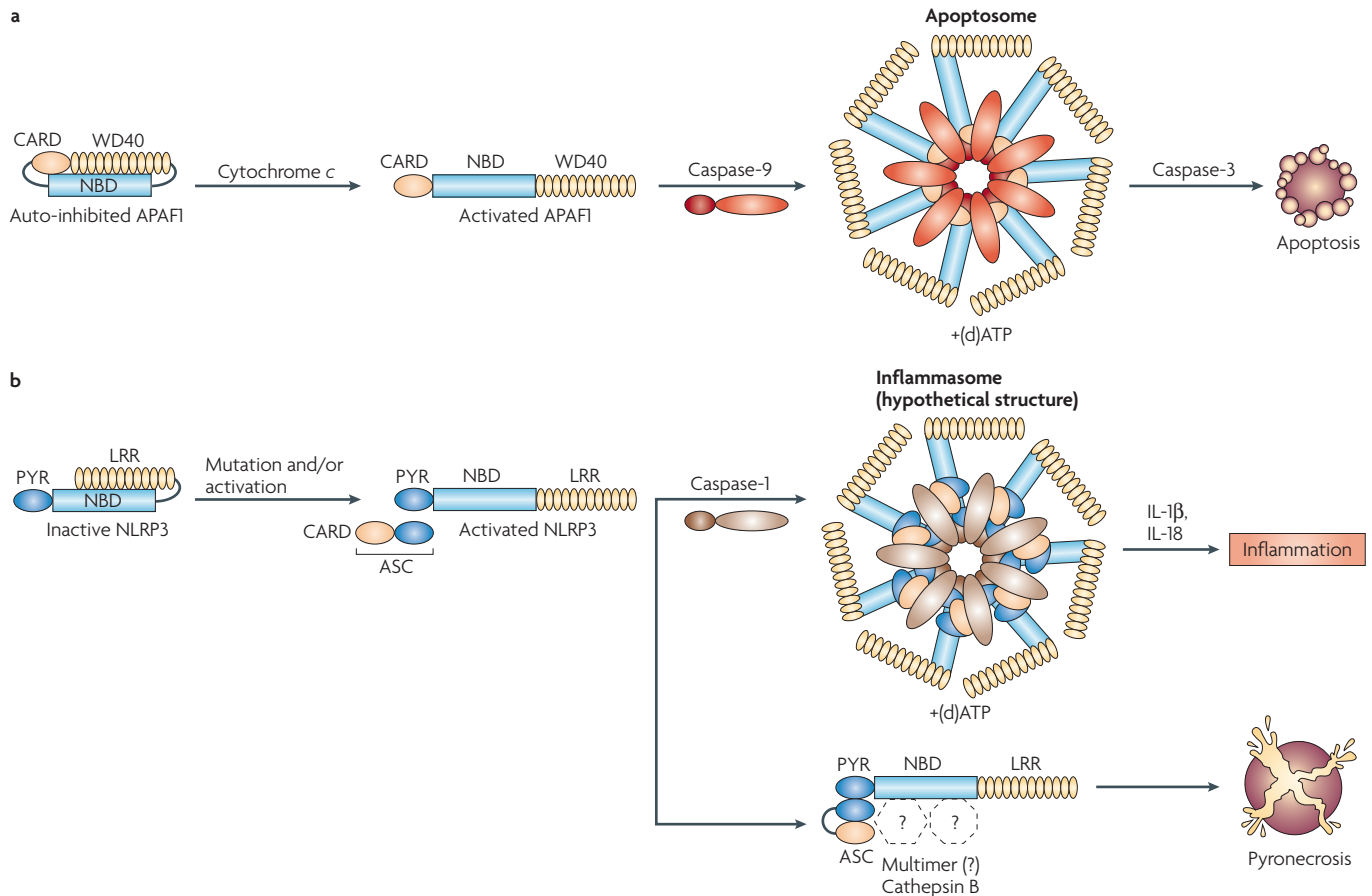 a
Apoptosome
CARD
WD40
NBD
Auto-inhibited APAF1
Cytochrome c
CARD
NBD
WD40
Activated APAF1
Caspase-9
+(d)ATP
Caspase-3
Apoptosis
b
Inflammasome
(hypothetical structure)
PYR
LRR
NBD
Inactive NLRP3
Mutation and/or
activation
PYR
NBD
LRR
CARD
Activated NLRP3
ASC
Caspase-1
+(d)ATP
IL-1β,
IL-18
Inflammation
PYR
NBD
LRR
? ?
ASC
Multimer (?)
Cathepsin B
Pyronecrosis